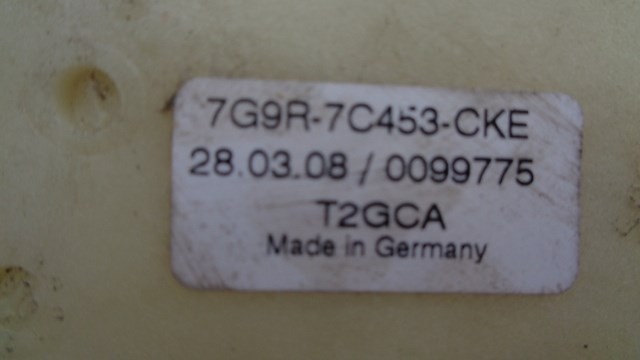 7G9R-7C453-CKE
28.03.08 / 0099775
T2GCA
Made in Germany